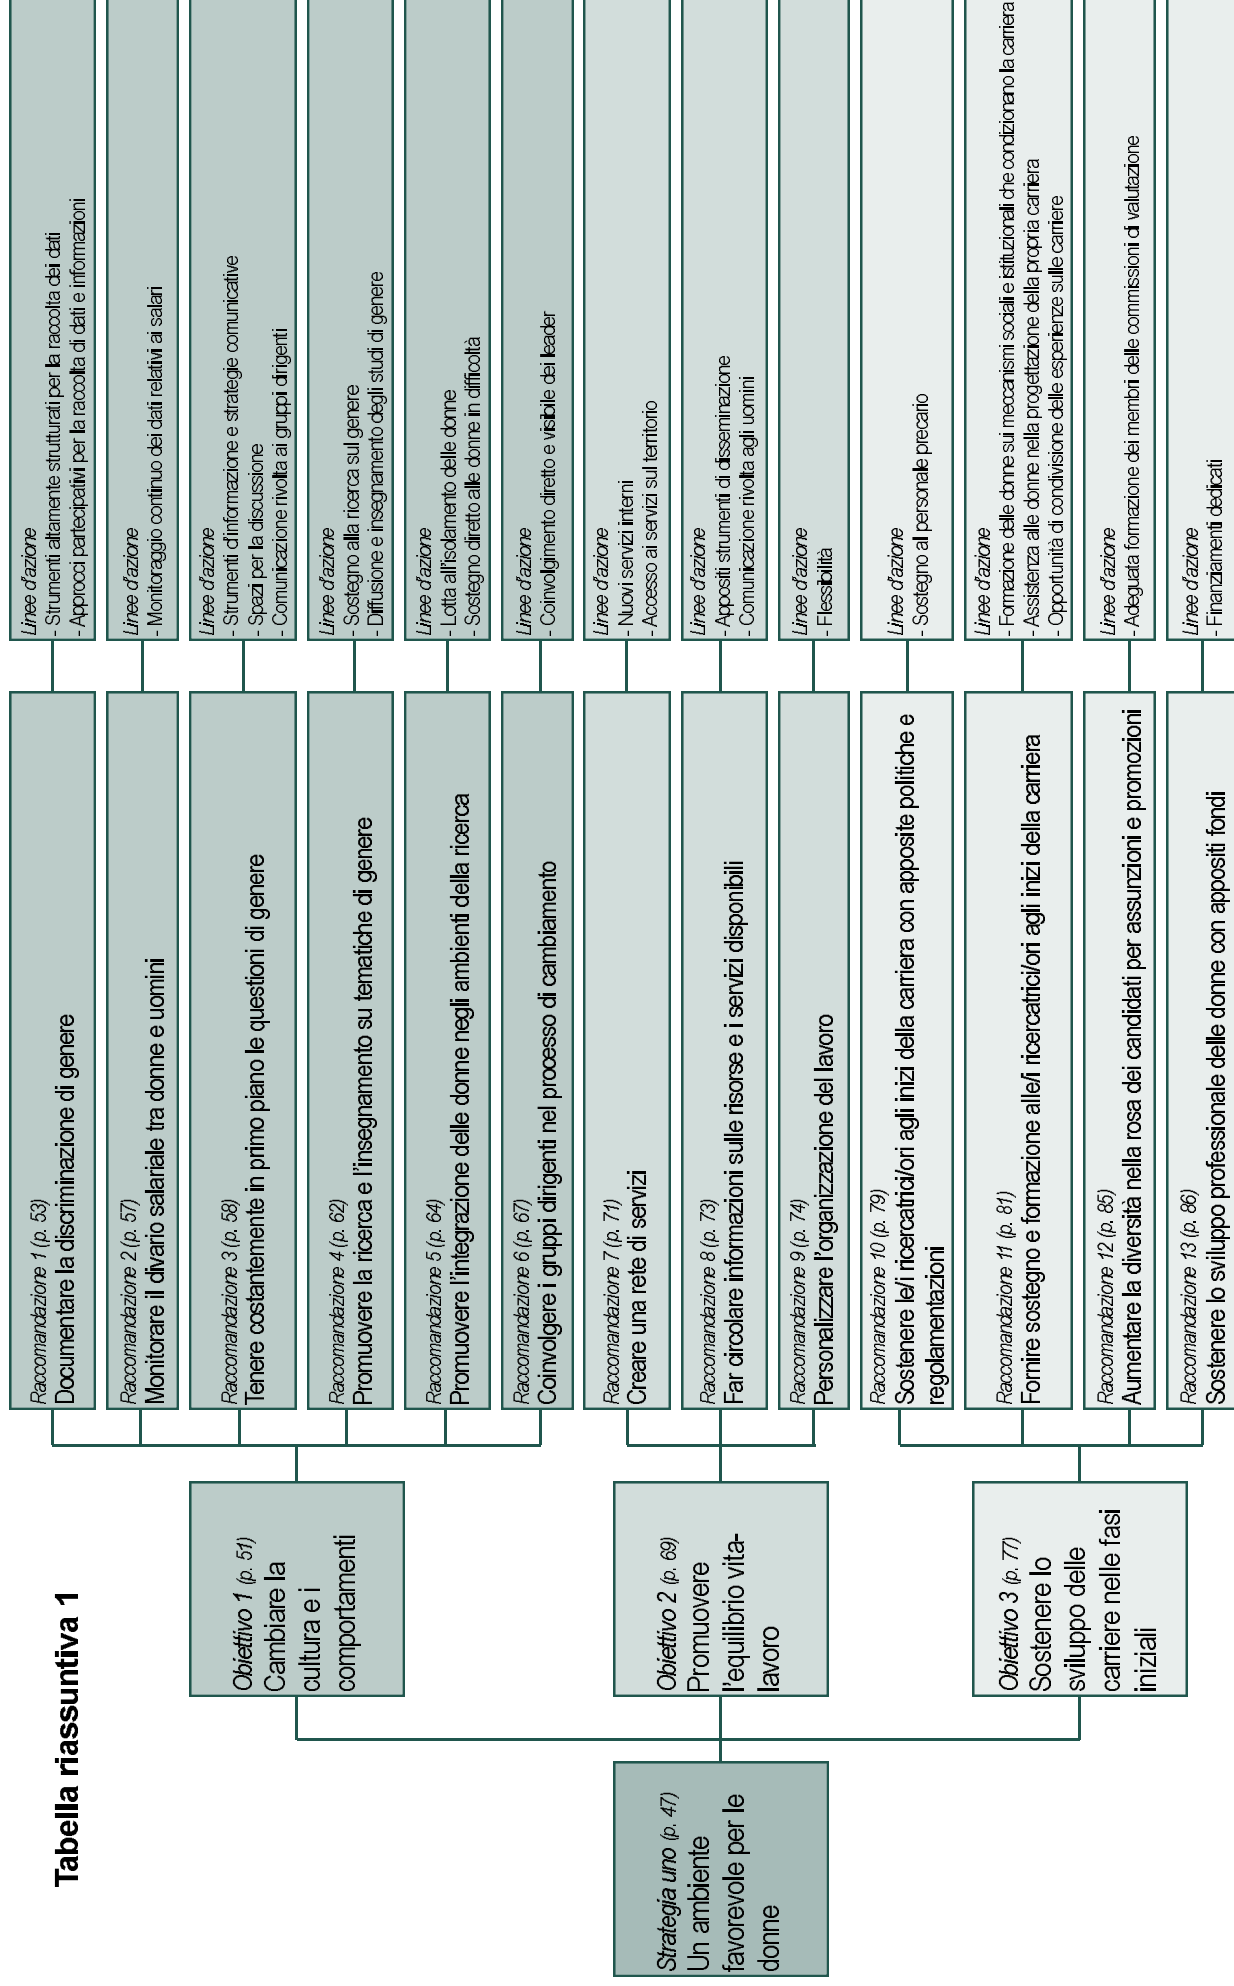 Tabella riassuntiva 1
Strategia uno (p. 47)
Un ambiente
favorevole per le
donne
Obiettivo 1 (p. 51)
Cambiare la
cultura e i
comportamenti
Raccomandazione 1 (p. 53)
Documentare la discriminazione di genere
Linee d'azione
- Strumenti altamente strutturati per la raccolta dei dati
- Approcci partecipativi per la raccolta di dati e informazioni
Raccomandazione 2 (p. 57)
Monitorare il divario salariale tra donne e uomini
Linee d'azione
- Monitoraggio continuo dei dati relativi ai salari
Raccomandazione 3 (p. 58)
Tenere costantemente in primo piano le questioni di genere
Linee d'azione
- Strumenti d'informazione e strategie comunicative
- Spazi per la discussione
- Comunicazione rivolta ai gruppi dirigenti
Raccomandazione 4 (p. 62)
Promuovere la ricerca e l'insegnamento su tematiche di genere
Linee d'azione
- Sostegno alla ricerca sul genere
- Diffusione e insegnamento degli studi di genere
Raccomandazione 5 (p. 64)
Promuovere l'integrazione delle donne negli ambienti della ricerca
Linee d'azione
- Lotta all'isolamento delle donne
- Sostegno diretto alle donne in difficoltà
Raccomandazione 6 (p. 67)
Coinvolgere i gruppi dirigenti nel processo di cambiamento
Linee d'azione
- Coinvolgimento diretto e visibile dei leader
Obiettivo 2 (p. 69)
Promuovere
l'equilibrio vita-
lavoro
Raccomandazione 7 (p. 71)
Creare una rete di servizi
Linee d'azione
- Nuovi servizi interni
- Accesso ai servizi sul territorio
Raccomandazione 8 (p. 73)
Far circolare informazioni sulle risorse e i servizi disponibili
Linee d'azione
- Appositi strumenti di disseminazione
- Comunicazione rivolta agli uomini
Raccomandazione 9 (p. 74)
Personalizzare l'organizzazione del lavoro
Linee d'azione
- Flessibilità
Obiettivo 3 (p. 77)
Sostenere lo
sviluppo delle
carriere nelle fasi
iniziali
Raccomandazione 10 (p. 79)
Sostenere le/i ricercatrici/ori agli inizi della carriera con apposite politiche e
regolamentazioni
Linee d'azione
- Sostegno al personale precario
Raccomandazione 11 (p. 81)
Fornire sostegno e formazione alle/i ricercatrici/ori agli inizi della carriera
Linee d'azione
- Formazione delle donne sui meccanismi sociali e istituzionali che condizionano la carriera
- Assistenza alle donne nella progettazione della propria carriera
- Opportunità di condivisione delle esperienze sulle carriere
Raccomandazione 12 (p. 85)
Aumentare la diversità nella rosa dei candidati per assunzioni e promozioni
Linee d'azione
- Adeguata formazione dei membri delle commissioni di valutazione
Raccomandazione 13 (p. 86)
Sostenere lo sviluppo professionale delle donne con appositi fondi
Linee d'azione
- Finanziamenti dedicati